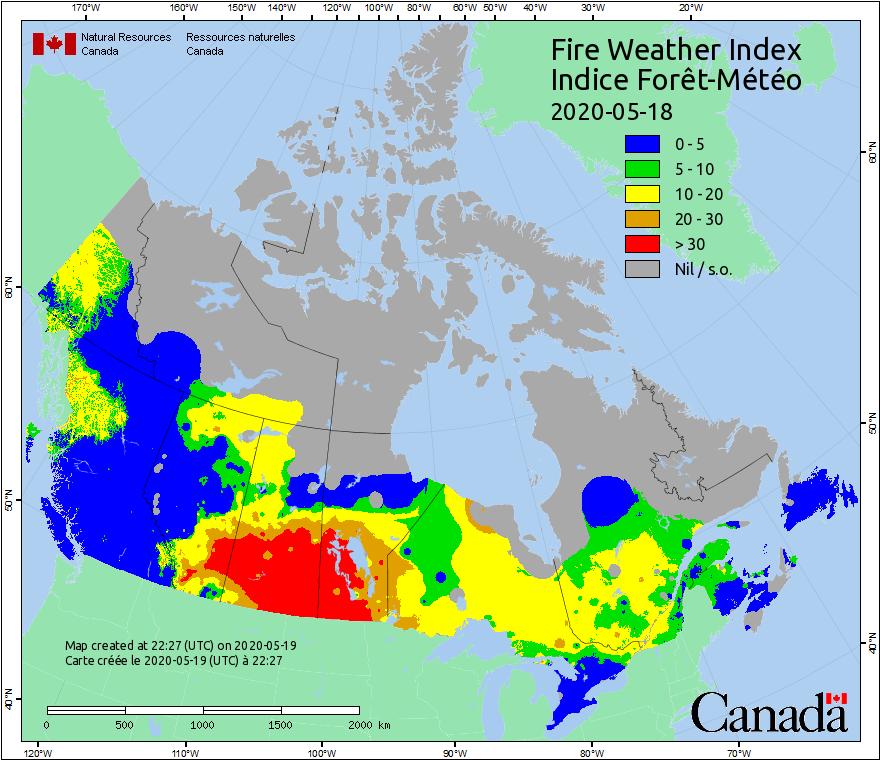 170°W 160°W 150°W 140°W 130°W 120°W 110°W 100°W 90°W 80°W 60°W 50°W 40°W 30°W 20°W
Natural Resources Ressources naturelles
Canada Canada
Fire Weather Index
Indice Forêt-Météo
2020-05-18
0 - 5
5 - 10
10 - 20
20 - 30
> 30
Nil / s.o.
60°N
60°N
50°N
50°N
40°N
40°N
Map created at 22:27 (UTC) on 2020-05-19
Carte créée le 2020-05-19 (UTC) à 22:27
0 500 1000 1500 2000 km
Canada
120°W 110°W 100°W 90°W 80°W 70°W